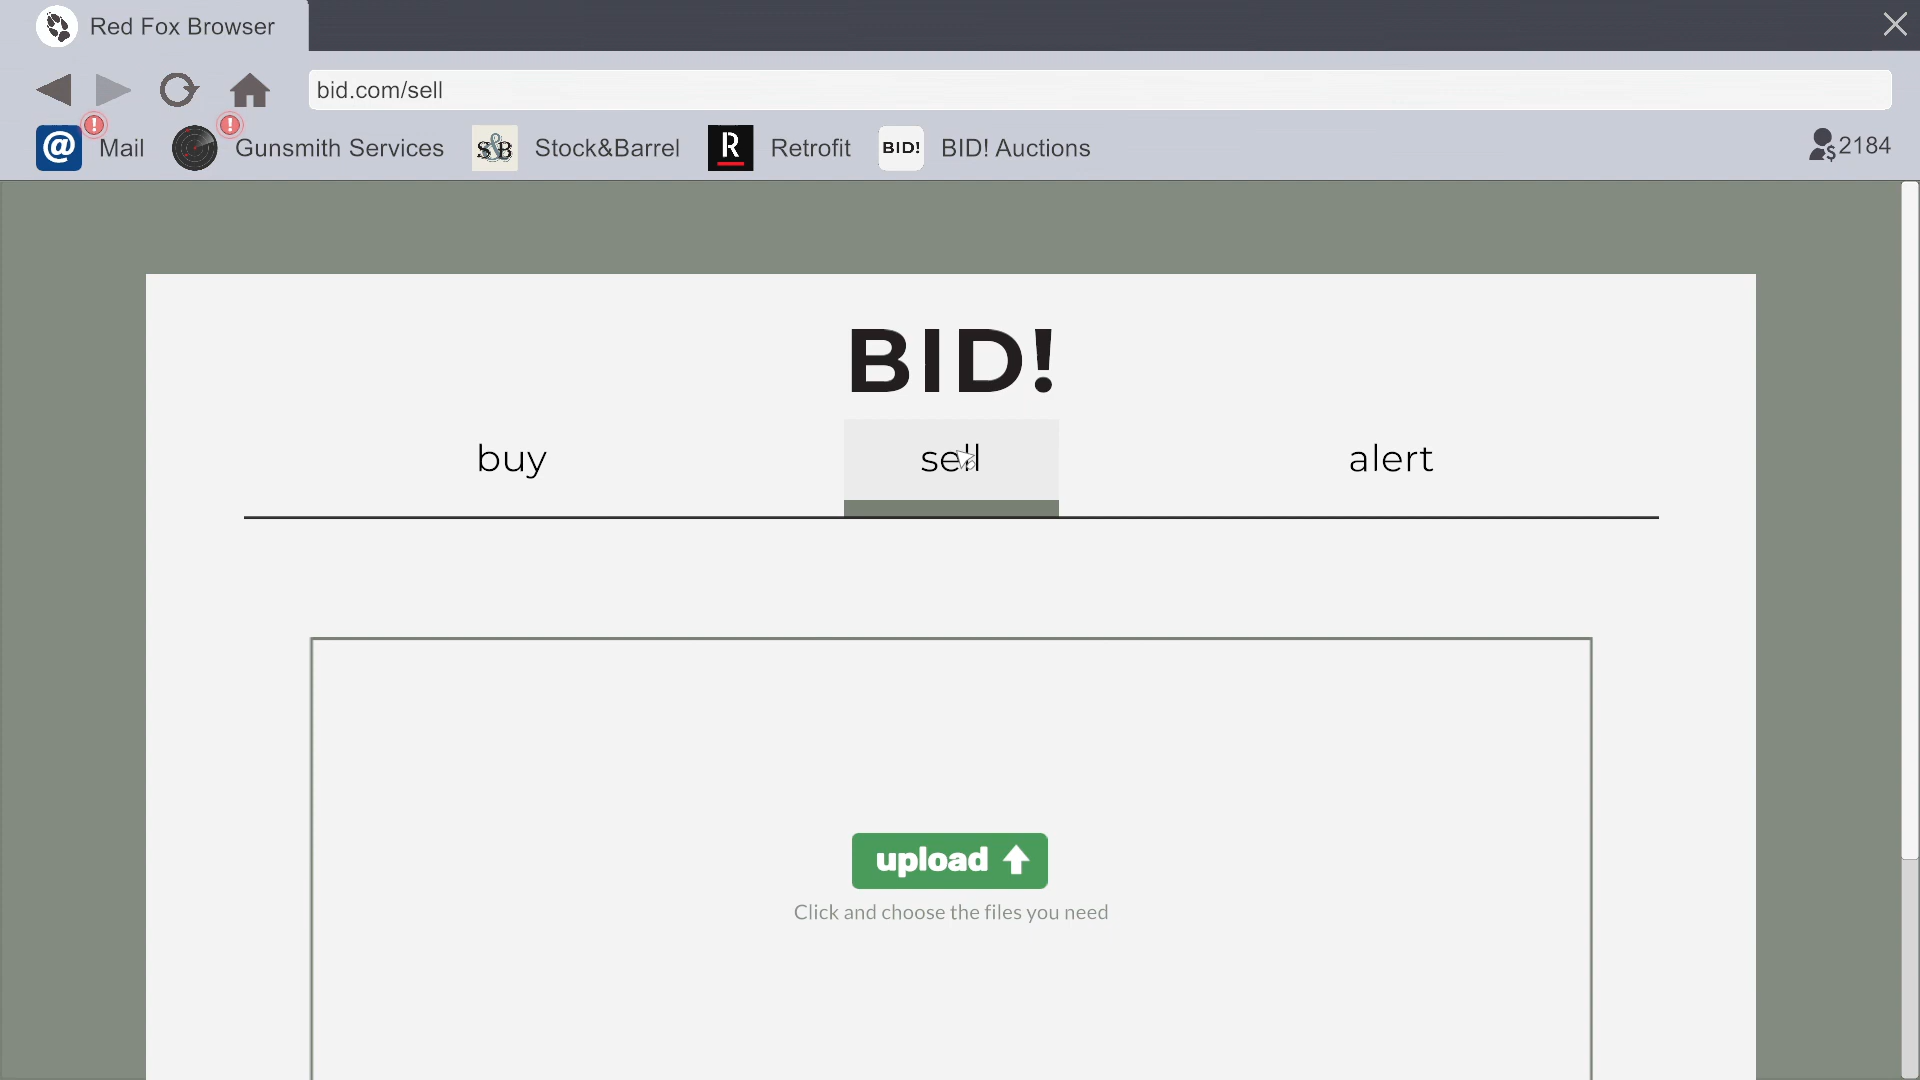 Red Fox Browser
bid.com/sell
@ ! Mail ! Gunsmith Services S&B Stock&Barrel R Retrofit BID! BID! Auctions $ 2184
BID!
buy sell alert
upload
Click and choose the files you need